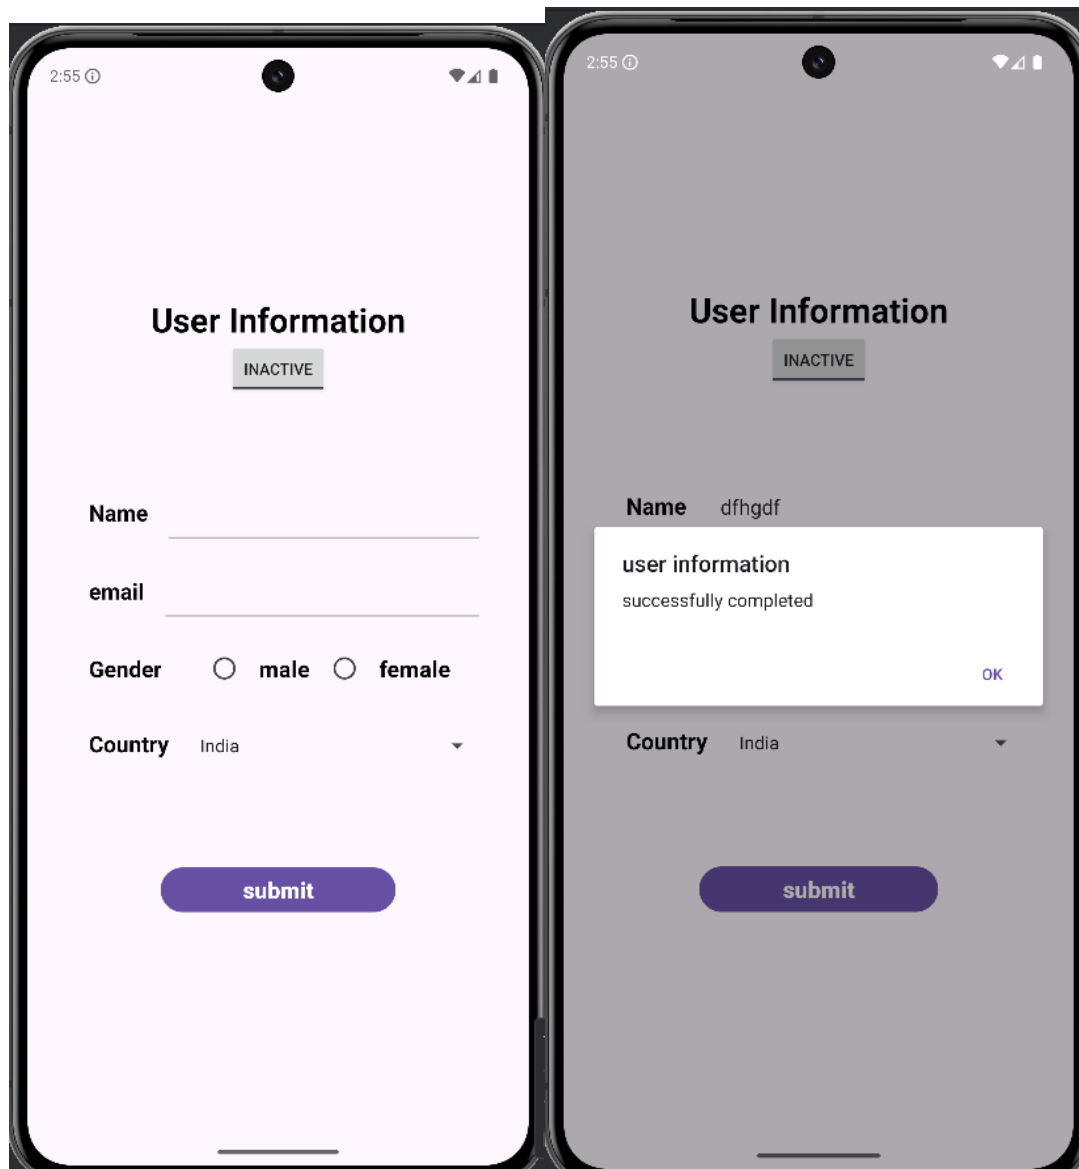 2:55
User Information
INACTIVE
Name
email
Gender male female
Country India
submit
2:55
User Information
INACTIVE
Name dfhgdf
user information
successfully completed
OK
Country India
submit